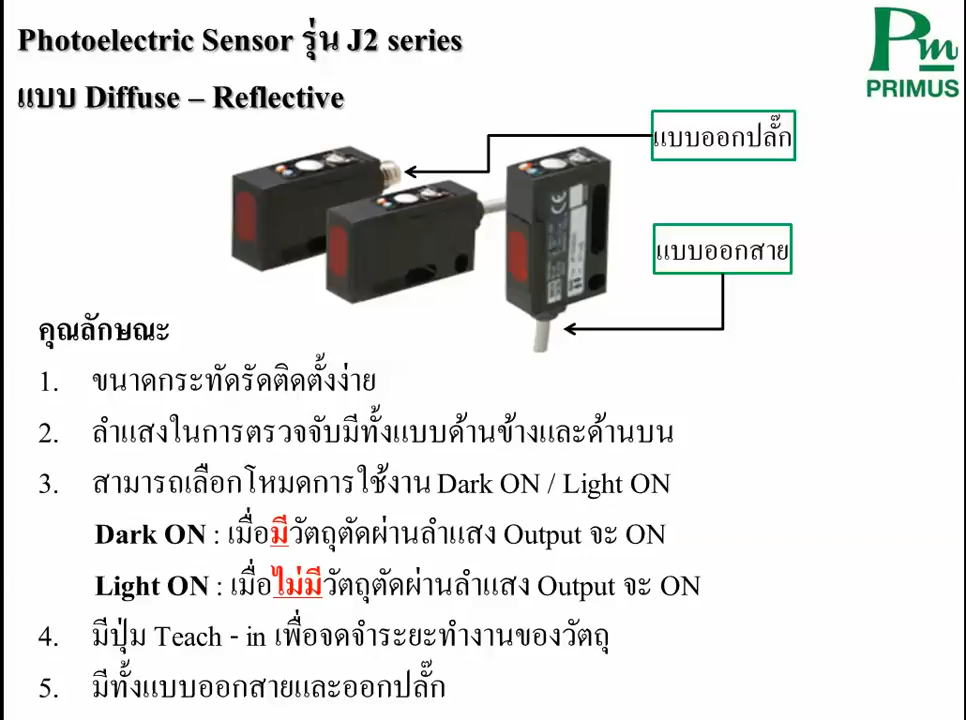 Photoelectric Sensor รุ่น J2 series
แบบ Diffuse – Reflective
Pm
PRIMUS
แบบออกปลั๊ก
แบบออกสาย
คุณลักษณะ
1. ขนาดกระทัดรัดติดตั้งง่าย
2. ลำแสงในการตรวจจับมีทั้งแบบด้านข้างและด้านบน
3. สามารถเลือกโหมดการใช้งาน Dark ON / Light ON
Dark ON : เมื่อมีวัตถุตัดผ่านลำแสง Output จะ ON
Light ON : เมื่อไม่มีวัตถุตัดผ่านลำแสง Output จะ ON
4. มีปุ่ม Teach - in เพื่อจดจำระยะทำงานของวัตถุ
5. มีทั้งแบบออกสายและออกปลั๊ก